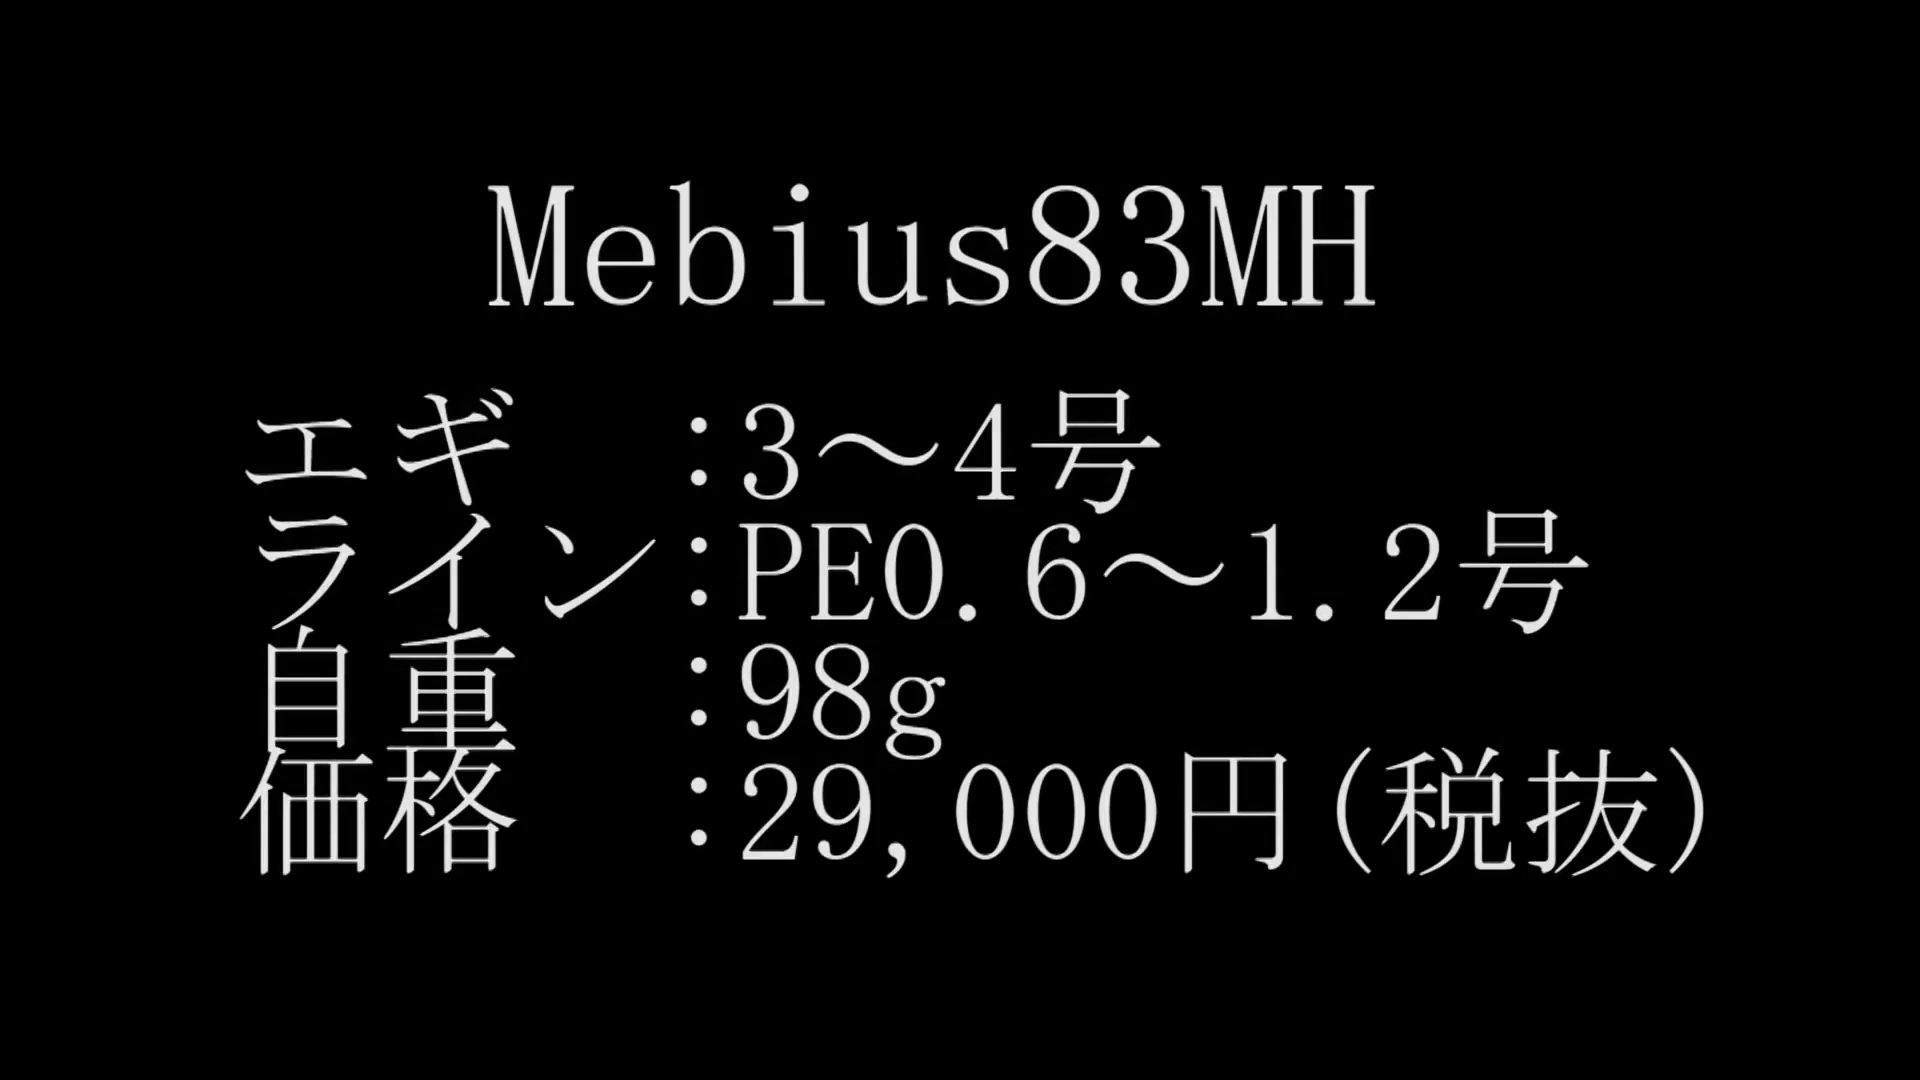 Mebius83MH
エギ　：3～4号
ライン：PE0.6～1.2号
自重　：98g
価格　：29,000円(税抜)